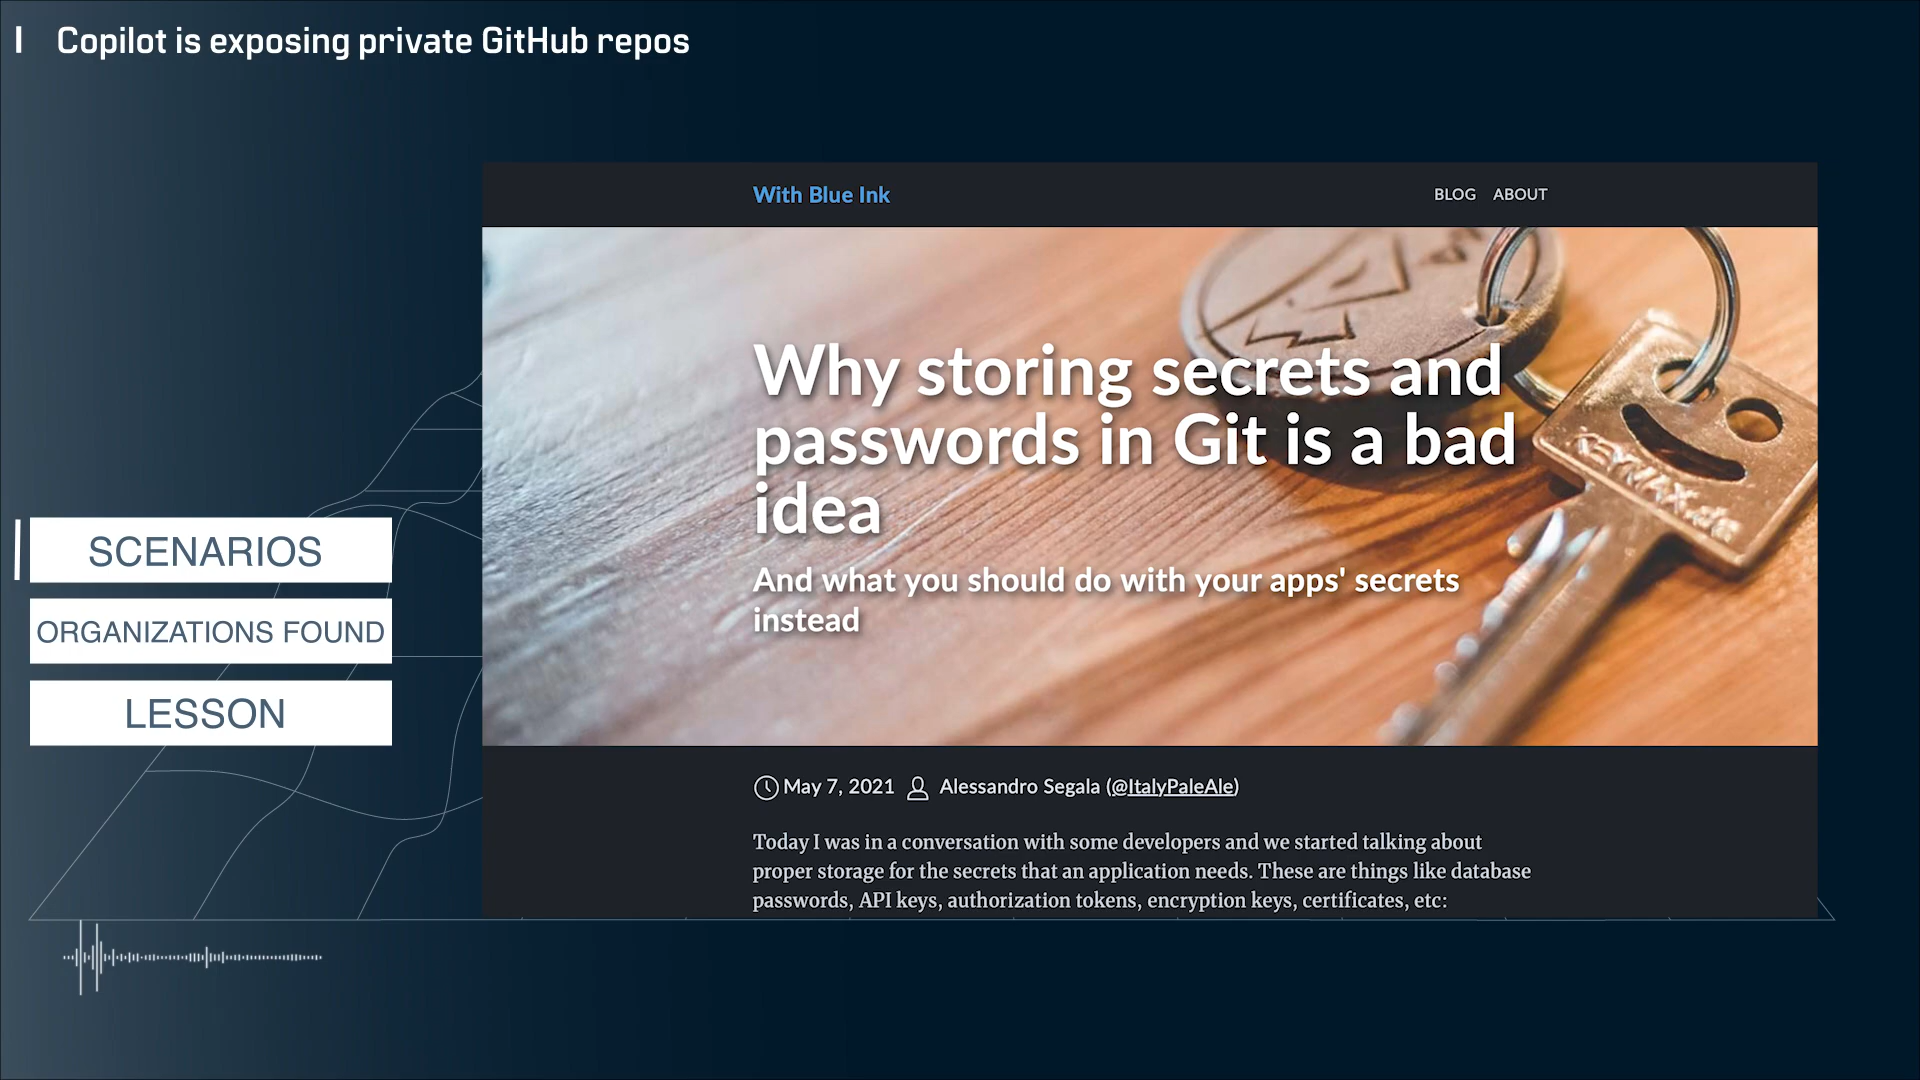 Copilot is exposing private GitHub repos
With Blue Ink
BLOG ABOUT
Why storing secrets and
passwords in Git is a bad
idea
And what you should do with your apps' secrets
instead
KEYMAX.de
SCENARIOS
ORGANIZATIONS FOUND
LESSON
May 7, 2021 Alessandro Segala (@ItalyPaleAle)
Today I was in a conversation with some developers and we started talking about
proper storage for the secrets that an application needs. These are things like database
passwords, API keys, authorization tokens, encryption keys, certificates, etc: